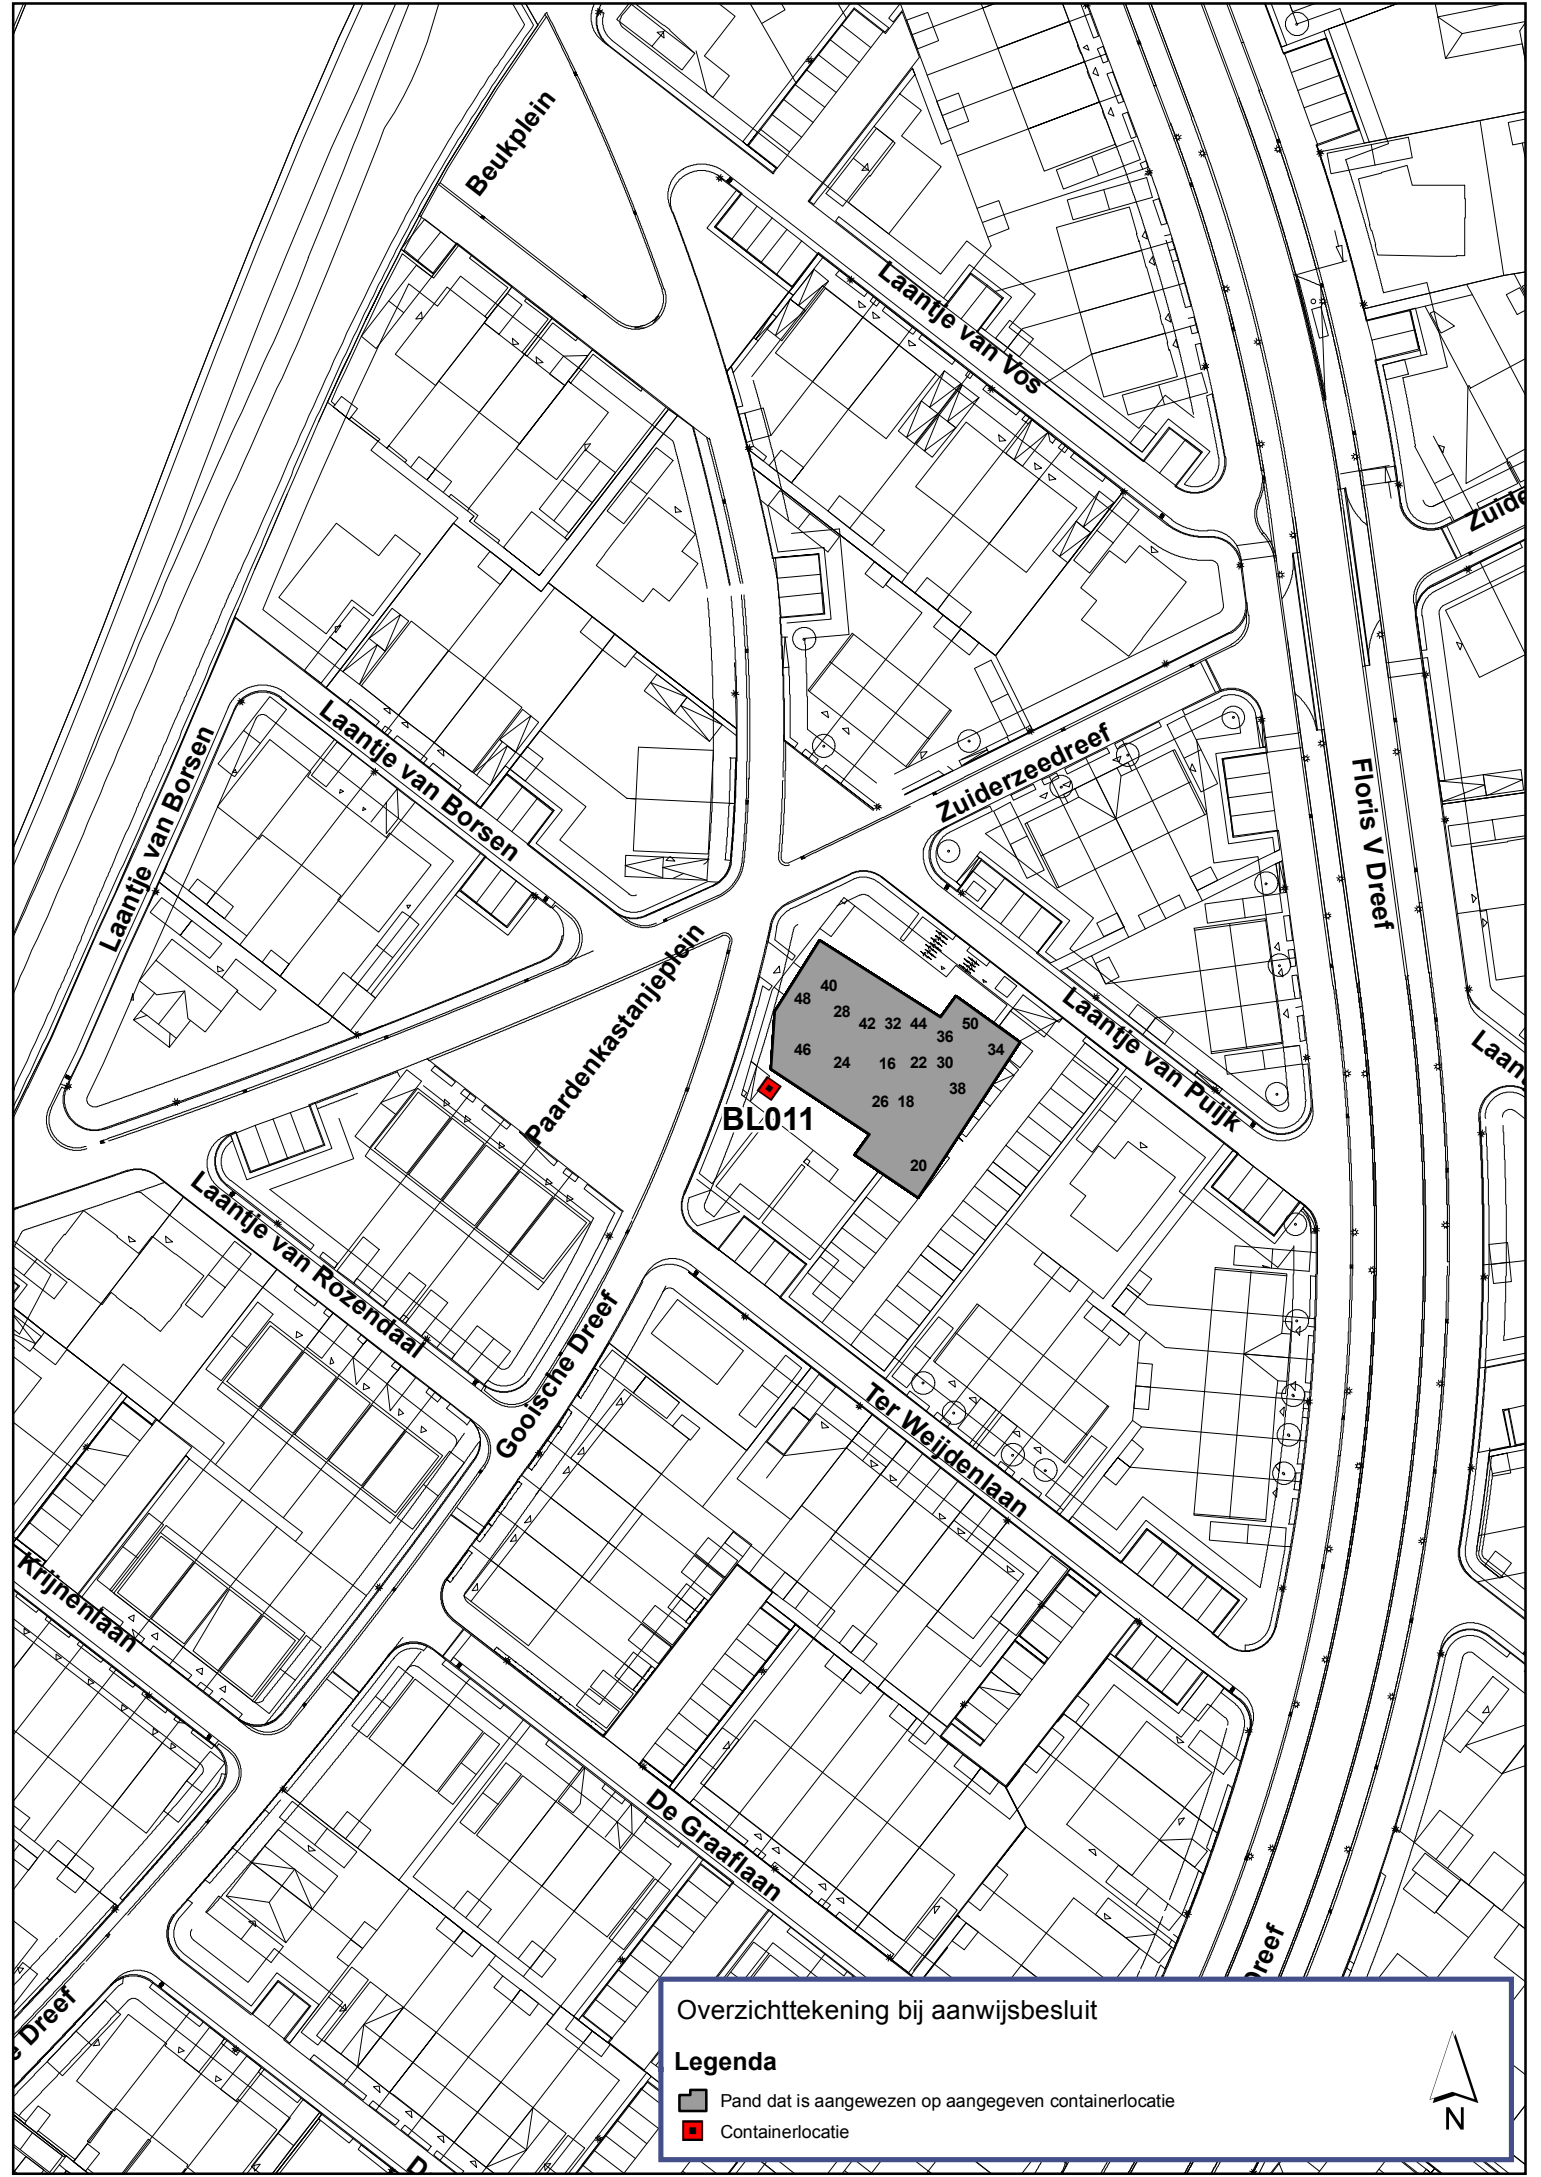 Beukplein
Laantje van Vos
Zuide
Laantje van Borsen
Laantje van Borsen
Zuiderzeedreef
Floris V Dreef
Paardenkastanjeplein
40
48
28
42 32 44
50
36
46
34
24
16
22 30
38
26 18
20
BL011
Laantje van Puijk
Laan
Laantje van Rozendaal
Gooische Dreef
Ter Weijdenlaan
Krijnenlaan
De Graaflaan
Dreef
e Dreef
D
Overzichttekening bij aanwijsbesluit
Legenda
Pand dat is aangewezen op aangegeven containerlocatie
Containerlocatie
N